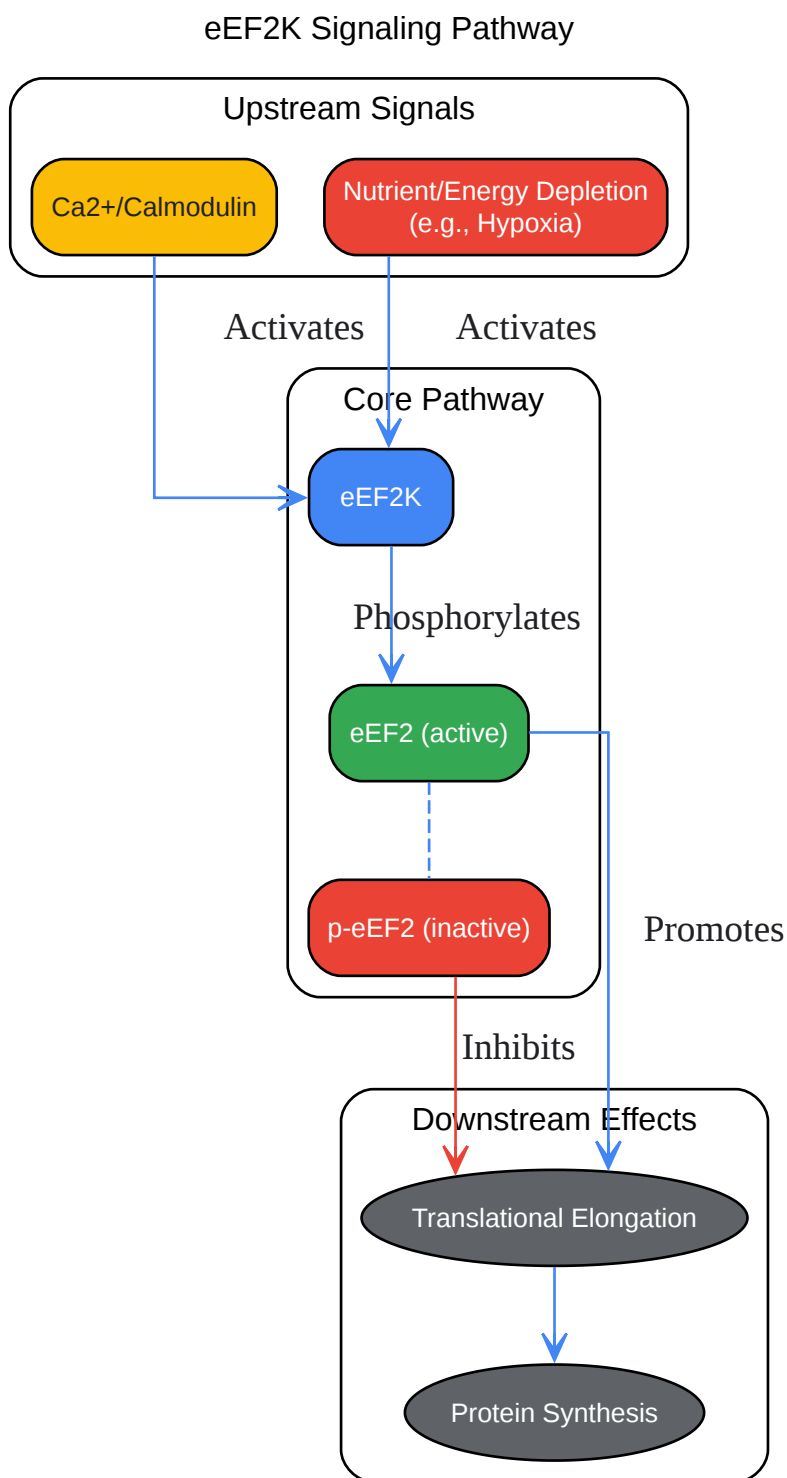 eEF2K Signaling Pathway
Upstream Signals
Ca2+/Calmodulin
Nutrient/Energy Depletion
(e.g., Hypoxia)
Activates
Activates
Core Pathway
eEF2K
Phosphorylates
eEF2 (active)
p-eEF2 (inactive)
Promotes
Inhibits
Downstream Effects
Translational Elongation
Protein Synthesis